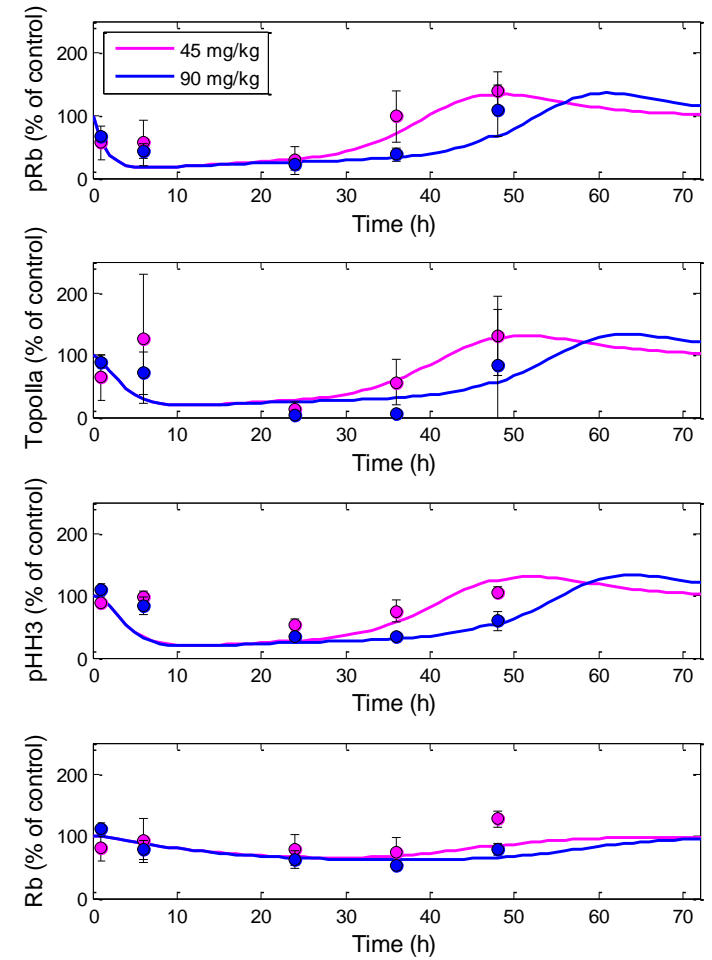 pRb (% of control)
200
100
0
45 mg/kg
90 mg/kg
0 10 20 30 40 50 60 70
Time (h)
TopoIIa (% of control)
200
100
0
0 10 20 30 40 50 60 70
Time (h)
pHH3 (% of control)
200
100
0
0 10 20 30 40 50 60 70
Time (h)
Rb (% of control)
200
100
0
0 10 20 30 40 50 60 70
Time (h)